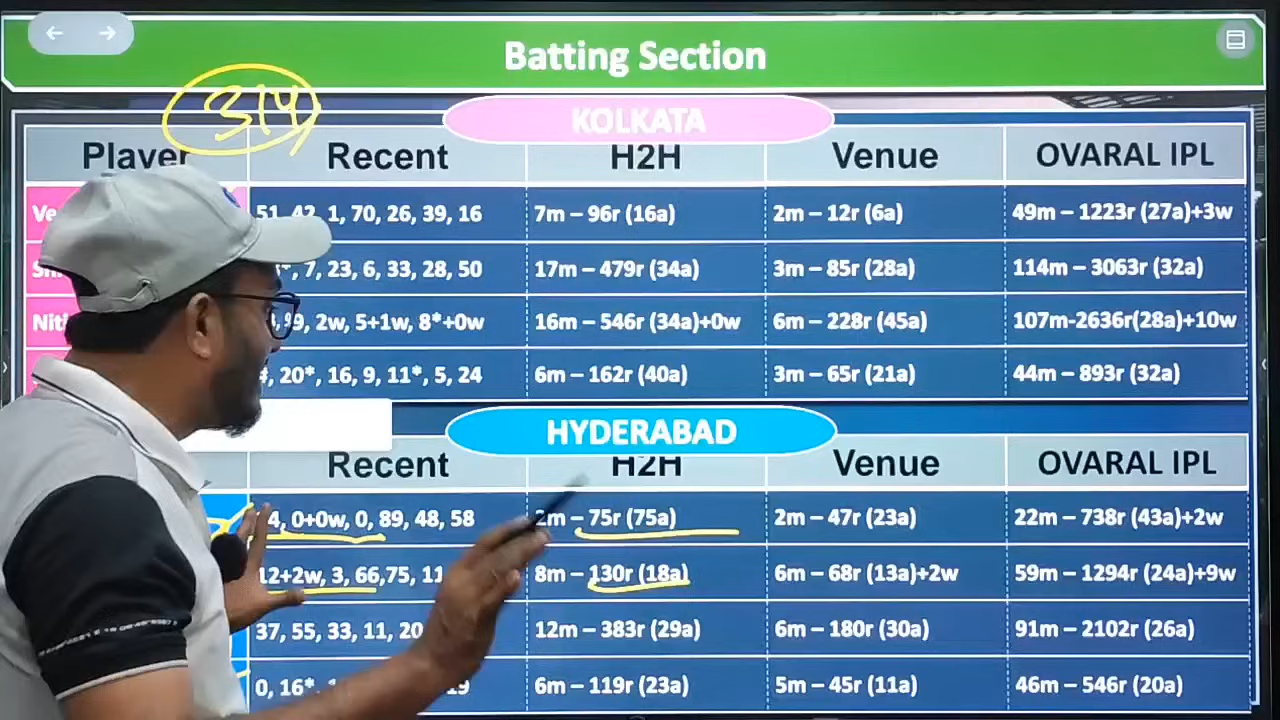 Batting Section
314
KOLKATA
Player Recent H2H Venue OVARAL IPL
51, 42, 1, 70, 26, 39, 16 7m – 96r (16a) 2m – 12r (6a) 49m – 1223r (27a)+3w
7, 23, 6, 33, 28, 50 17m – 479r (34a) 3m – 85r (28a) 114m – 3063r (32a)
Niti 2w, 5+1w, 8*+0w 16m – 546r (34a)+0w 6m – 228r (45a) 107m-2636r(28a)+10w
20*, 16, 9, 11*, 5, 24 6m – 162r (40a) 3m – 65r (21a) 44m – 893r (32a)
HYDERABAD
Recent H2H Venue OVARAL IPL
0+0w, 0, 89, 48, 58 2m – 75r (75a) 2m – 47r (23a) 22m – 738r (43a)+2w
12+2w, 3, 66,75, 11 8m – 130r (18a) 6m – 68r (13a)+2w 59m – 1294r (24a)+9w
37, 55, 33, 11, 20 12m – 383r (29a) 6m – 180r (30a) 91m – 2102r (26a)
0, 16*, 6m – 119r (23a) 5m – 45r (11a) 46m – 546r (20a)